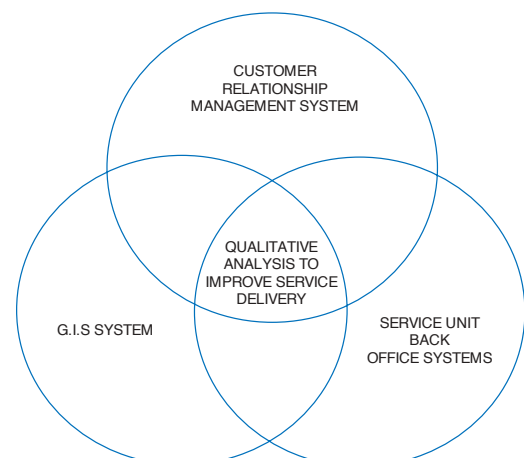 CUSTOMER
RELATIONSHIP
MANAGEMENT SYSTEM
QUALITATIVE
ANALYSIS TO
IMPROVE SERVICE
DELIVERY
G.I.S SYSTEM
SERVICE UNIT
BACK
OFFICE SYSTEMS